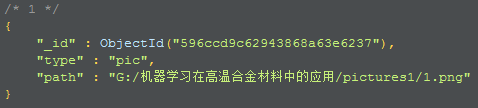 /* 1 */
{
    "_id" : ObjectId("596ccd9c62943868a63e6237"),
    "type" : "pic",
    "path" : "G:/机器学习在高温合金材料中的应用/pictures1/1.png"
}